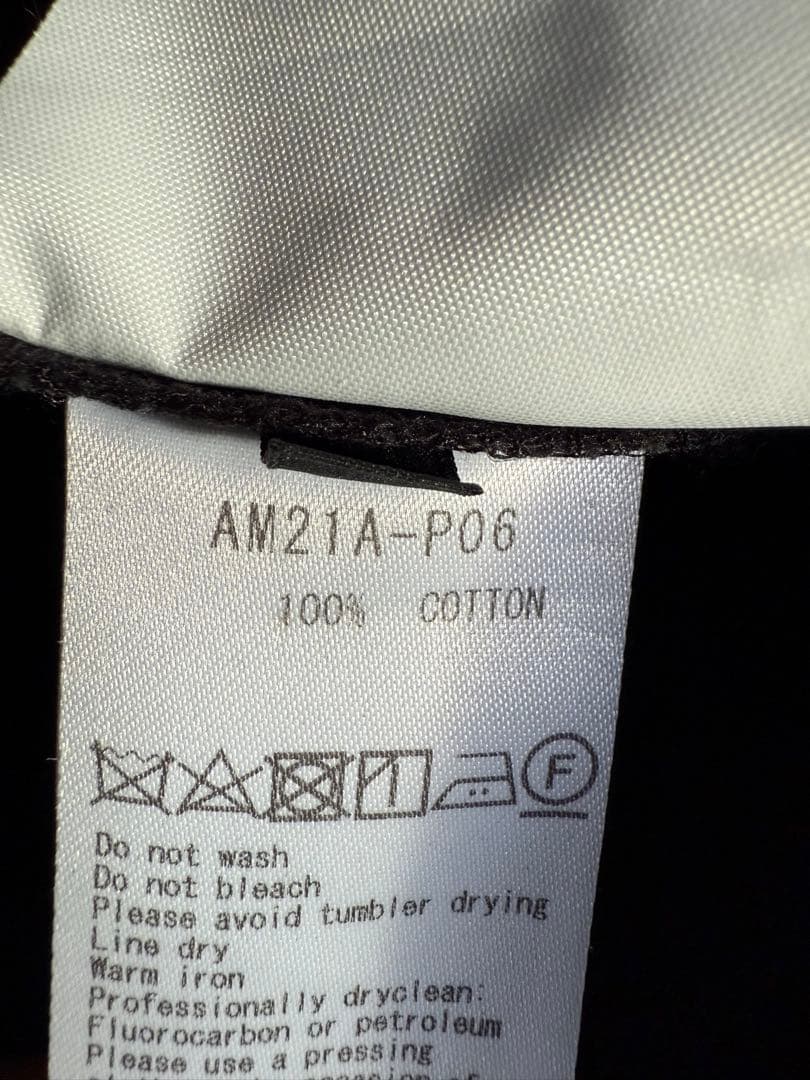 AM21A-P06
100% COTTON
F
Do not wash
Do not bleach
Please avoid tumbler drying
Line dry
Warm iron
Professionally dryclean:
Fluorocarbon or petroleum
Please use a pressing